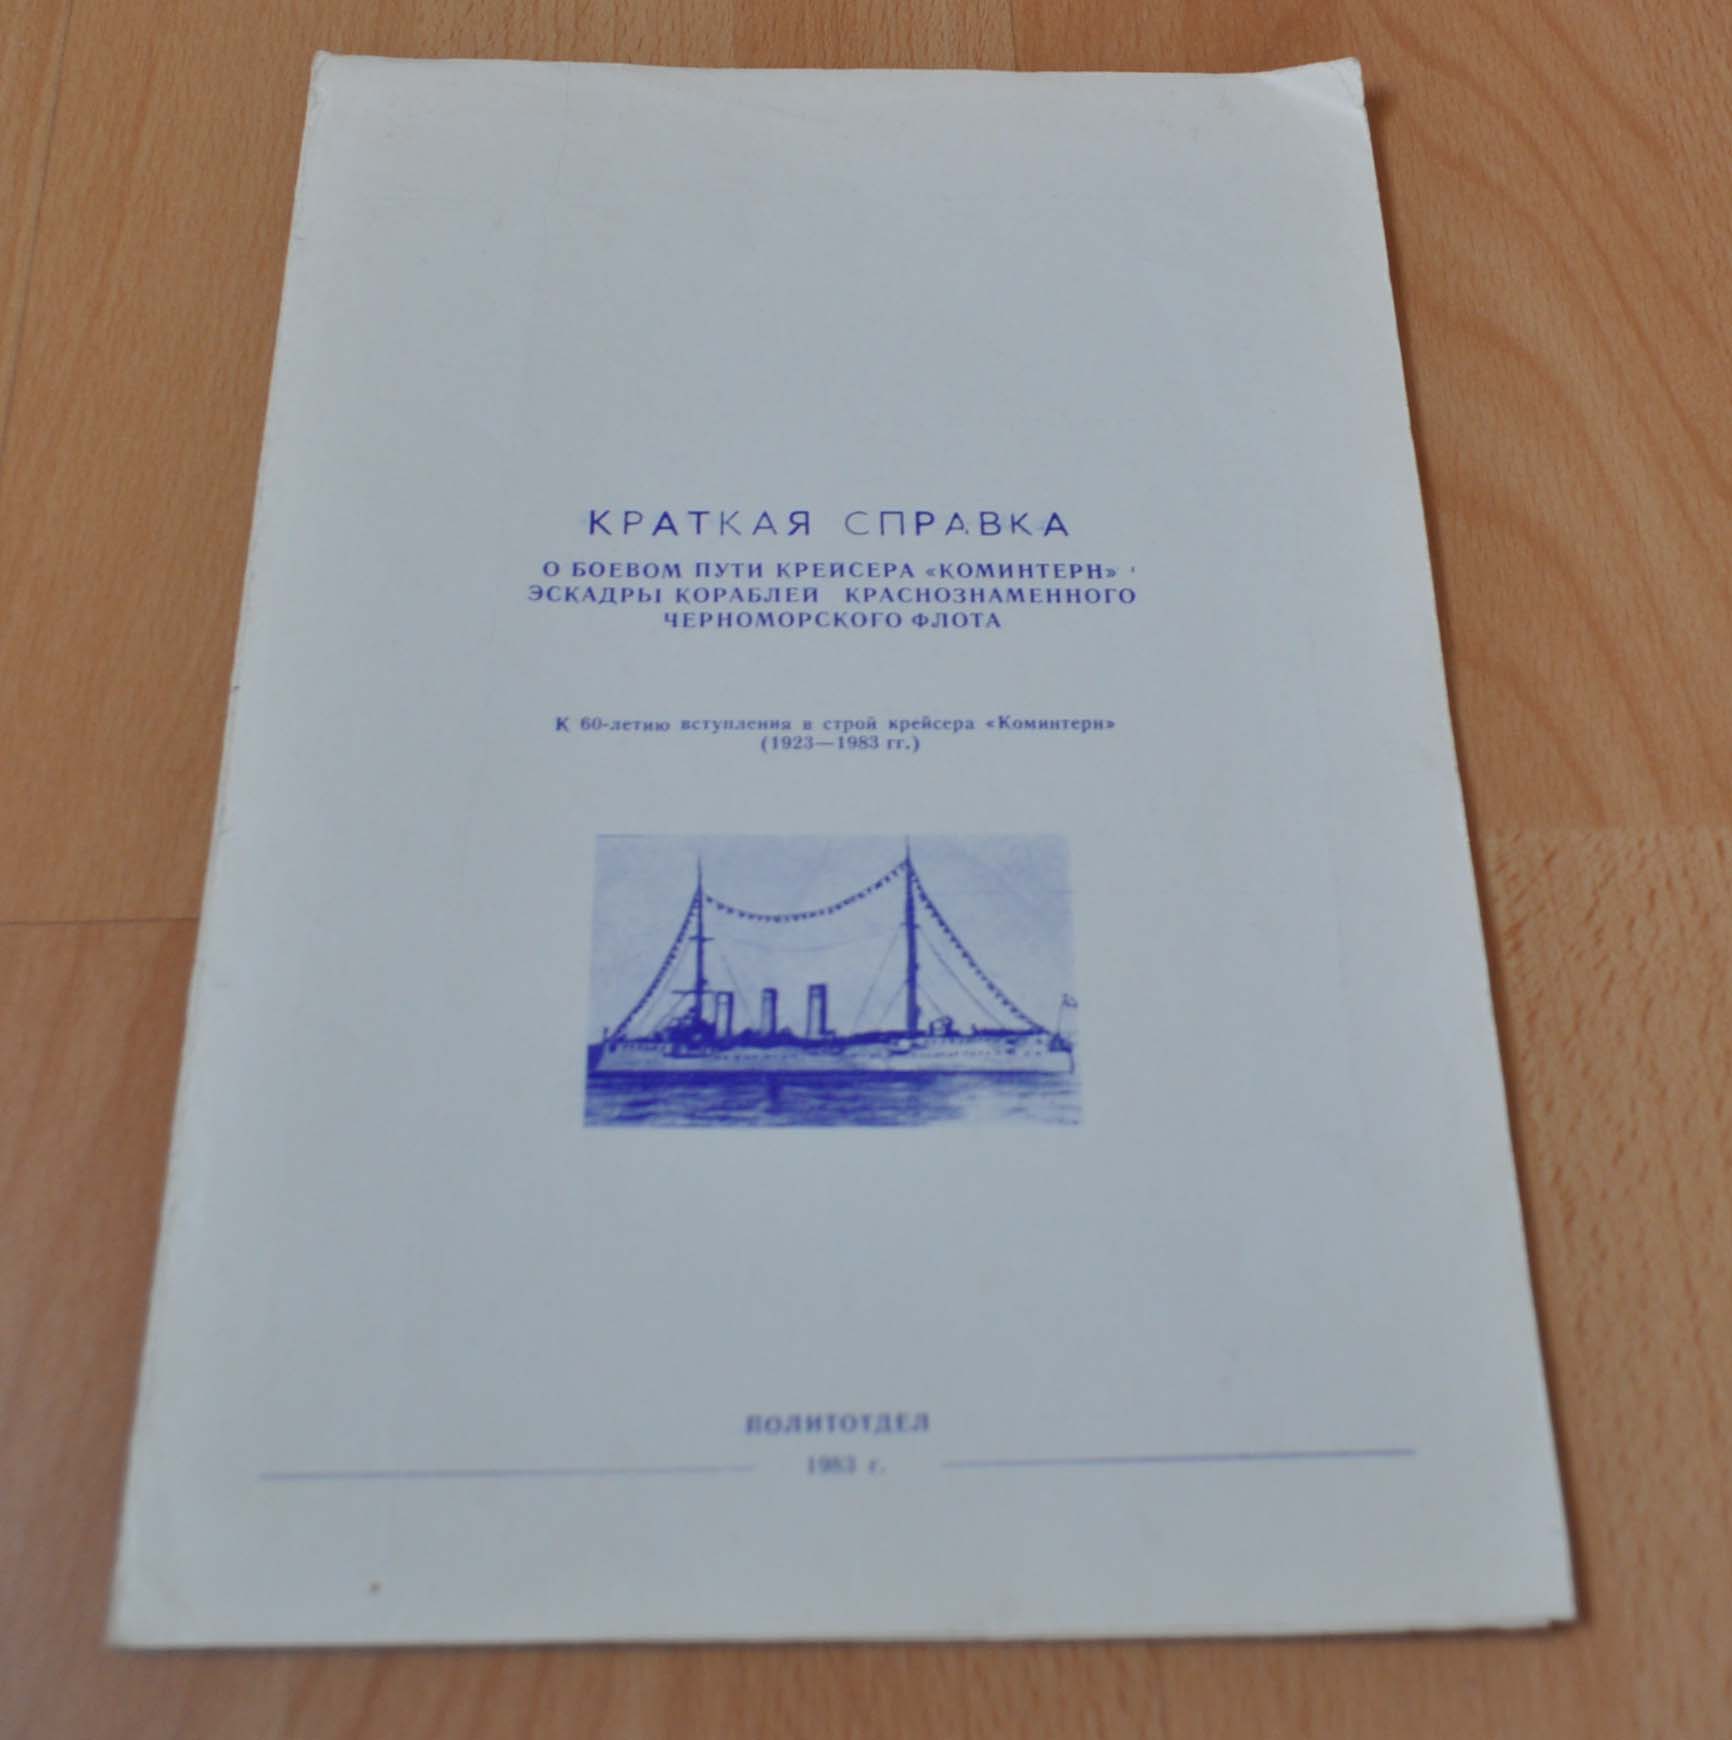 КРАТКАЯ СПРАВКА
О БОЕВОМ ПУТИ КРЕЙСЕРА «КОМИНТЕРН»
ЭСКАДРЫ КОРАБЛЕЙ КРАСНОЗНАМЕННОГО
ЧЕРНОМОРСКОГО ФЛОТА
К 60-летию вступления в строй крейсера «Коминтерн»
(1923—1983 гг.)
ПОЛИТОТДЕЛ
1983 г.